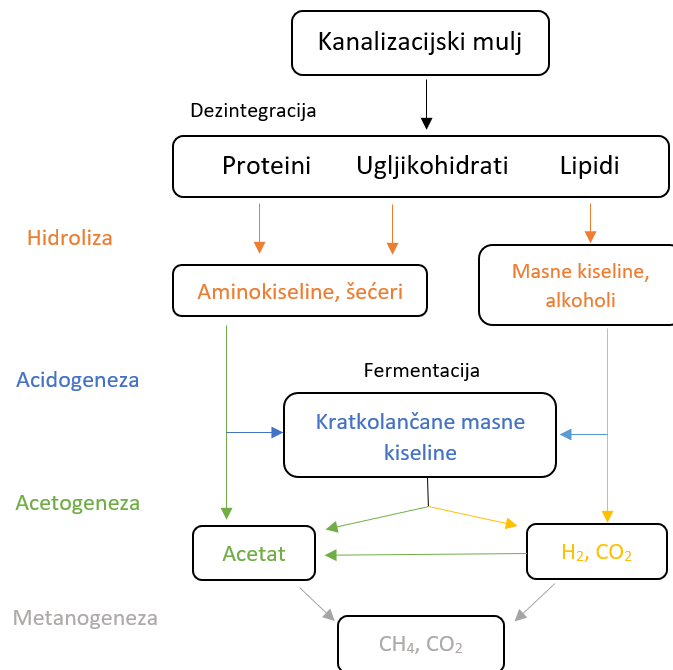 Kanalizacijski mulj
Dezintegracija
Proteini Ugljikohidrati Lipidi
Hidroliza
Aminokiseline, šećeri
Masne kiseline,
alkoholi
Acidogeneza
Fermentacija
Kratkolančane masne
kiseline
Acetogeneza
Acetat
H₂, CO₂
Metanogeneza
CH₄, CO₂